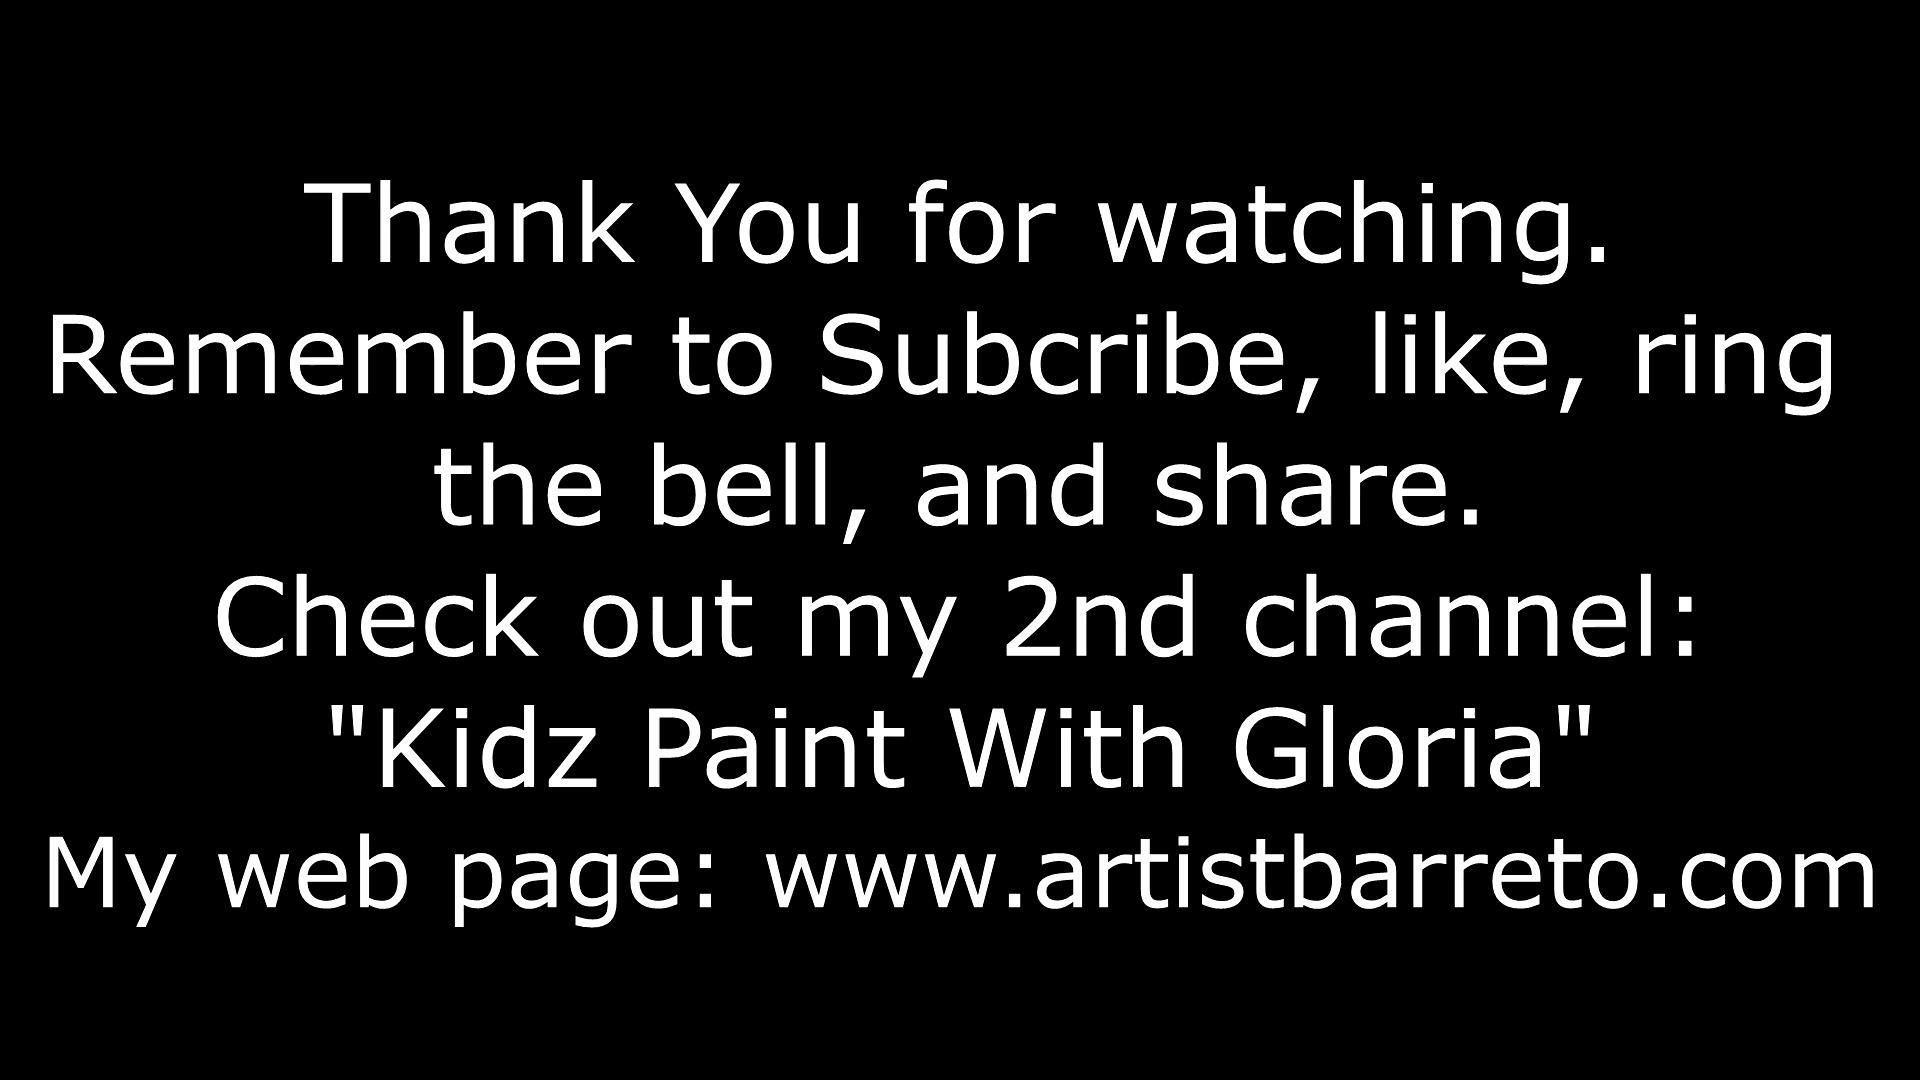 Thank You for watching.
Remember to Subcribe, like, ring
the bell, and share.
Check out my 2nd channel:
"Kidz Paint With Gloria"
My web page: www.artistbarreto.com